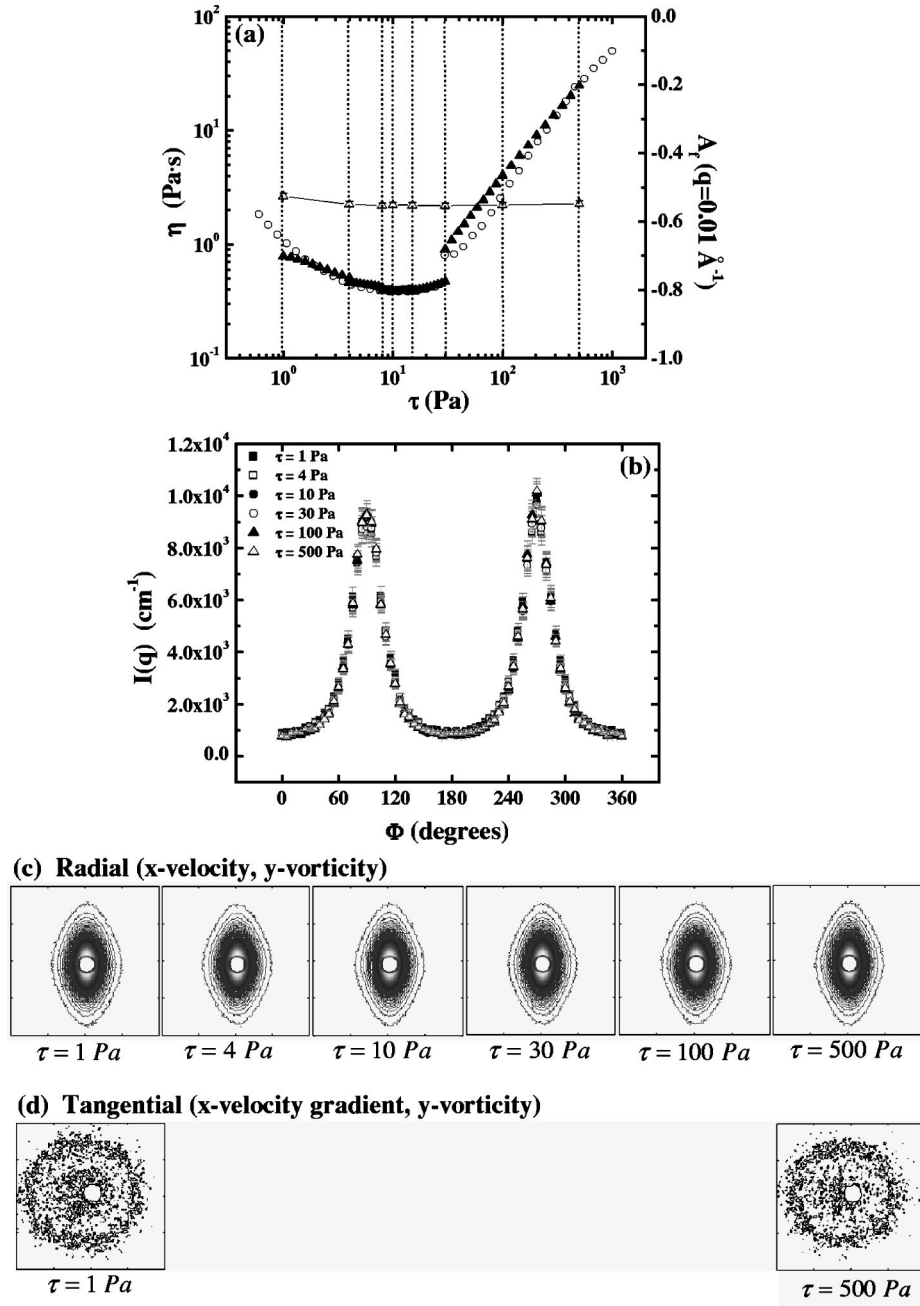 (a)
10²
10¹
10⁰
10⁻¹
η (Pa·s)
0.0
-0.2
-0.4
-0.6
-0.8
-1.0
A_f (q=0.01 Å⁻¹)
10⁰ 10¹ 10² 10³
τ (Pa)
(b)
1.2x10⁴
1.0x10⁴
8.0x10³
6.0x10³
4.0x10³
2.0x10³
0.0
I(q) (cm⁻¹)
τ = 1 Pa
τ = 4 Pa
τ = 10 Pa
τ = 30 Pa
τ = 100 Pa
τ = 500 Pa
0 60 120 180 240 300 360
Φ (degrees)
(c) Radial (x-velocity, y-vorticity)
τ = 1 Pa τ = 4 Pa τ = 10 Pa τ = 30 Pa τ = 100 Pa τ = 500 Pa
(d) Tangential (x-velocity gradient, y-vorticity)
τ = 1 Pa τ = 500 Pa